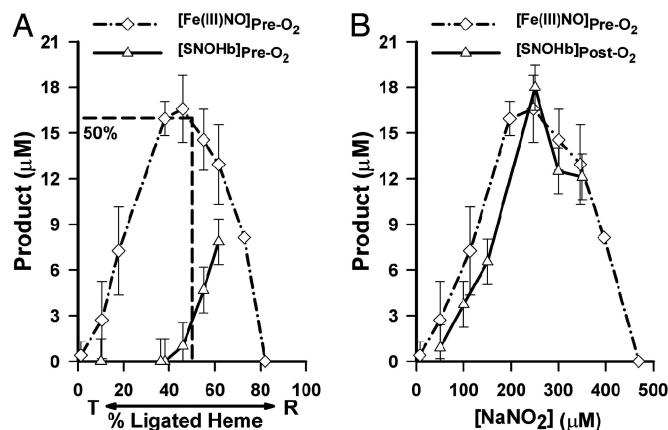 A
[Fe(III)NO]Pre-O₂
[SNOHb]Pre-O₂
Product (µM)
21
18
15
12
9
6
3
0
50%
0 20 40 60 80 100
T R
% Ligated Heme
B
[Fe(III)NO]Pre-O₂
[SNOHb]Post-O₂
Product (µM)
21
18
15
12
9
6
3
0
0 100 200 300 400 500
[NaNO₂] (µM)